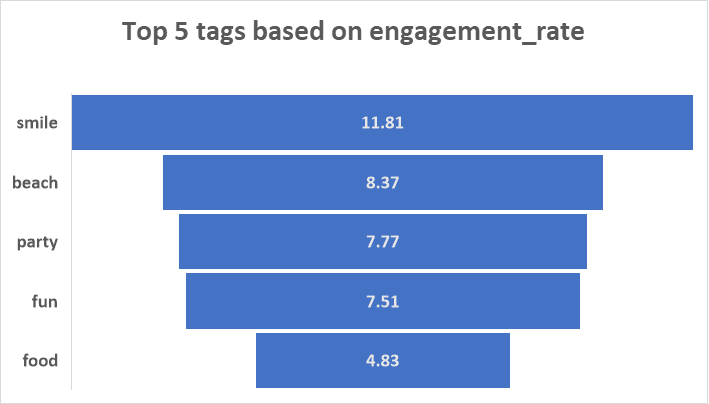 Top 5 tags based on engagement_rate
smile 11.81
beach 8.37
party 7.77
fun 7.51
food 4.83